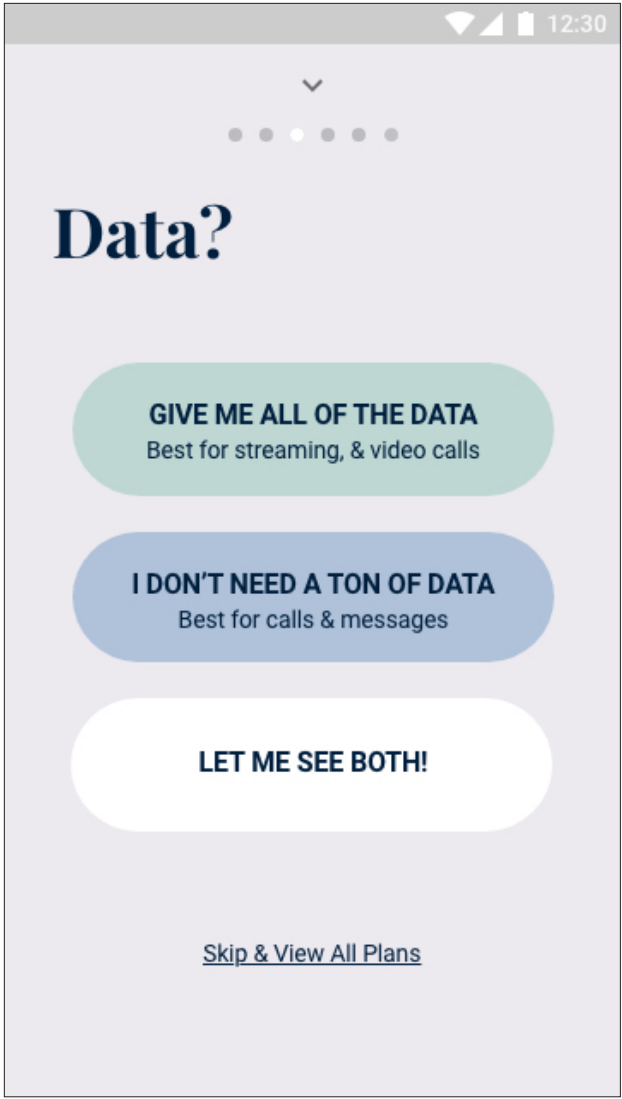 12:30
Data?
GIVE ME ALL OF THE DATA
Best for streaming, & video calls
I DON’T NEED A TON OF DATA
Best for calls & messages
LET ME SEE BOTH!
Skip & View All Plans